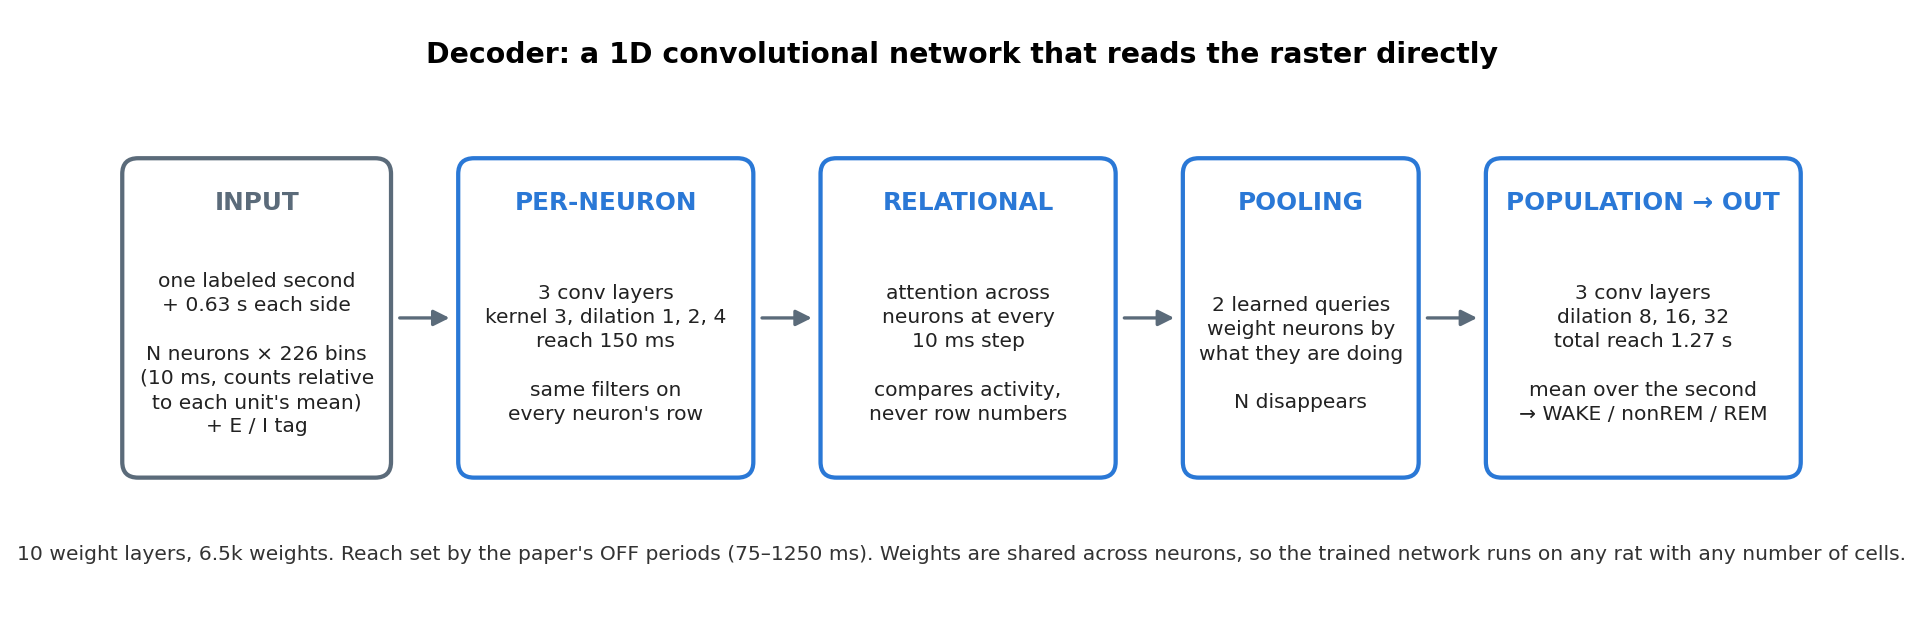 Decoder: a 1D convolutional network that reads the raster directly
INPUT
one labeled second
+ 0.63 s each side
N neurons × 226 bins
(10 ms, counts relative
to each unit's mean)
+ E / I tag
PER-NEURON
3 conv layers
kernel 3, dilation 1, 2, 4
reach 150 ms
same filters on
every neuron's row
RELATIONAL
attention across
neurons at every
10 ms step
compares activity,
never row numbers
POOLING
2 learned queries
weight neurons by
what they are doing
N disappears
POPULATION → OUT
3 conv layers
dilation 8, 16, 32
total reach 1.27 s
mean over the second
→ WAKE / nonREM / REM
10 weight layers, 6.5k weights. Reach set by the paper's OFF periods (75–1250 ms). Weights are shared across neurons, so the trained network runs on any rat with any number of cells.